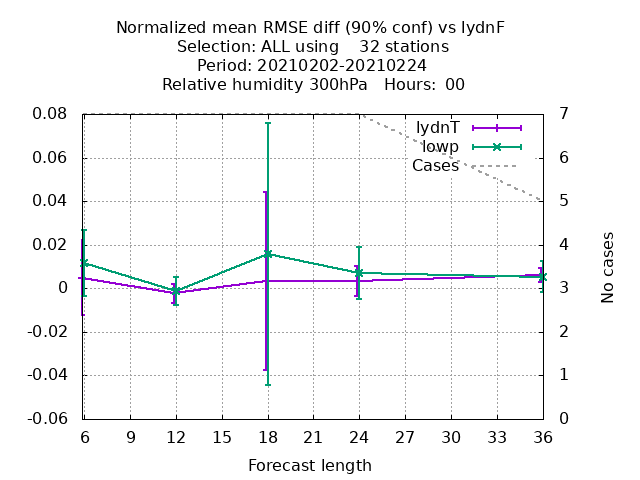 Normalized mean RMSE diff (90% conf) vs IydnF
Selection: ALL using    32 stations
Period: 20210202-20210224
Relative humidity 300hPa   Hours:  00
0.08
0.06
0.04
0.02
0
-0.02
-0.04
-0.06
7
6
5
4
3
2
1
0
IydnT
Iowp
Cases
No cases
6 9 12 15 18 21 24 27 30 33 36
Forecast length